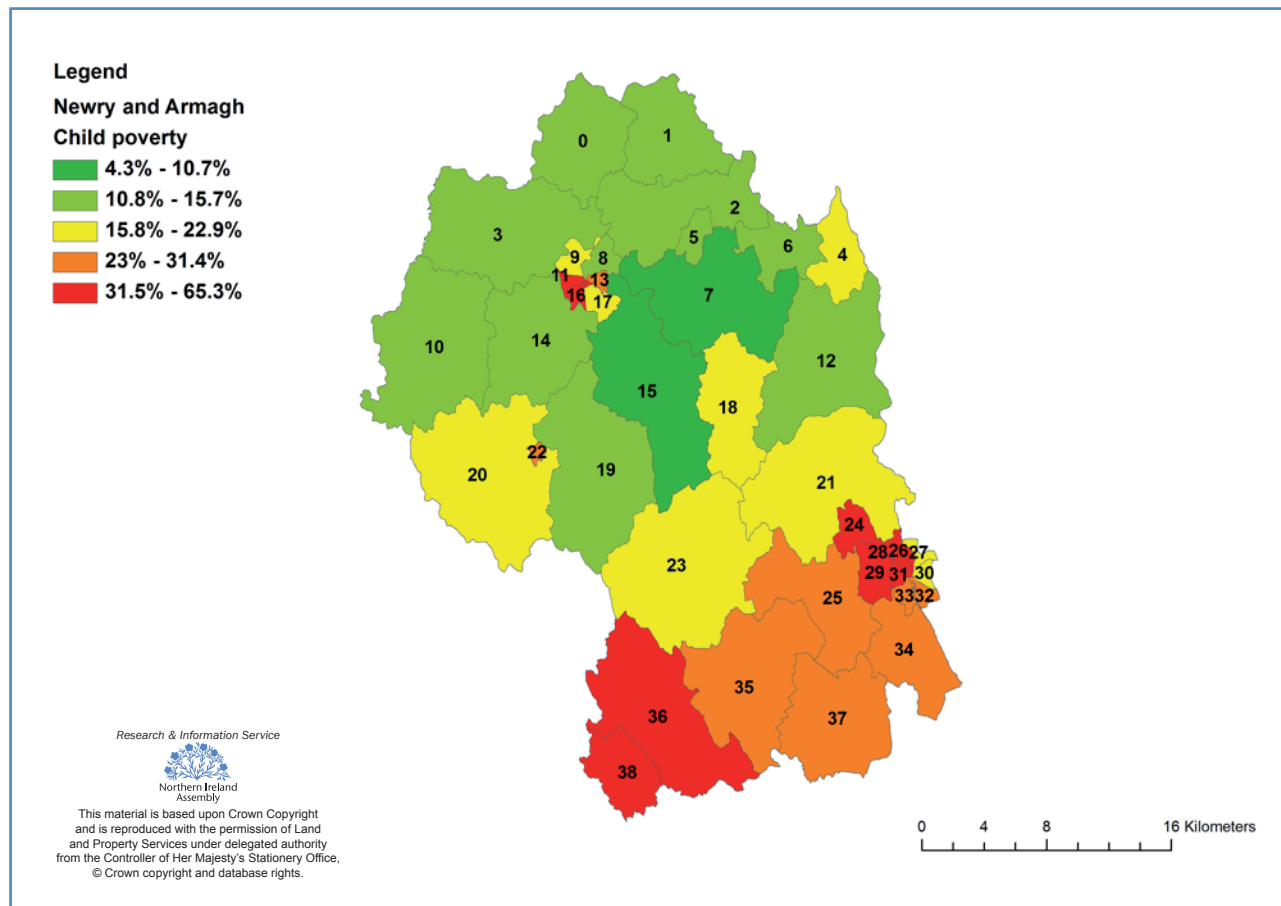 Legend
Newry and Armagh
Child poverty
4.3% - 10.7%
10.8% - 15.7%
15.8% - 22.9%
23% - 31.4%
31.5% - 65.3%
0
1
2
3
5
6
4
9
8
11
13
16
17
7
10
14
12
15
18
22
20
19
21
24
28
26
27
23
29
31
30
25
33
32
34
35
36
37
38
Research & Information Service
Northern Ireland
Assembly
This material is based upon Crown Copyright
and is reproduced with the permission of Land
and Property Services under delegated authority
from the Controller of Her Majesty's Stationery Office,
© Crown copyright and database rights.
0 4 8 16 Kilometers